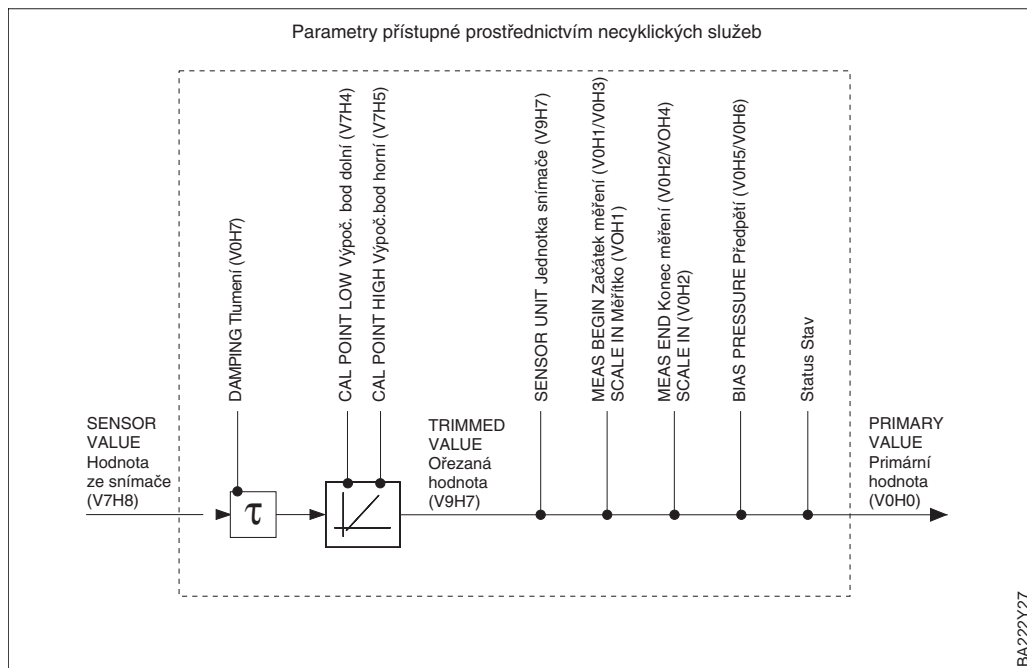 Parametry přístupné prostřednictvím necyklických služeb
DAMPING Tlumení (V0H7)
CAL POINT LOW Výpoč. bod dolní (V7H4)
CAL POINT HIGH Výpoč.bod horní (V7H5)
SENSOR UNIT Jednotka snímače (V9H7)
MEAS BEGIN Začátek měření (V0H1/V0H3)
SCALE IN Měřítko (VOH1)
MEAS END Konec měření (V0H2/VOH4)
SCALE IN (V0H2)
BIAS PRESSURE Předpětí (V0H5/V0H6)
Status Stav
SENSOR
VALUE
Hodnota
ze snímače
(V7H8)
τ
TRIMMED
VALUE
Ořezaná
hodnota
(V9H7)
PRIMARY
VALUE
Primární
hodnota
(V0H0)
BA222Y27